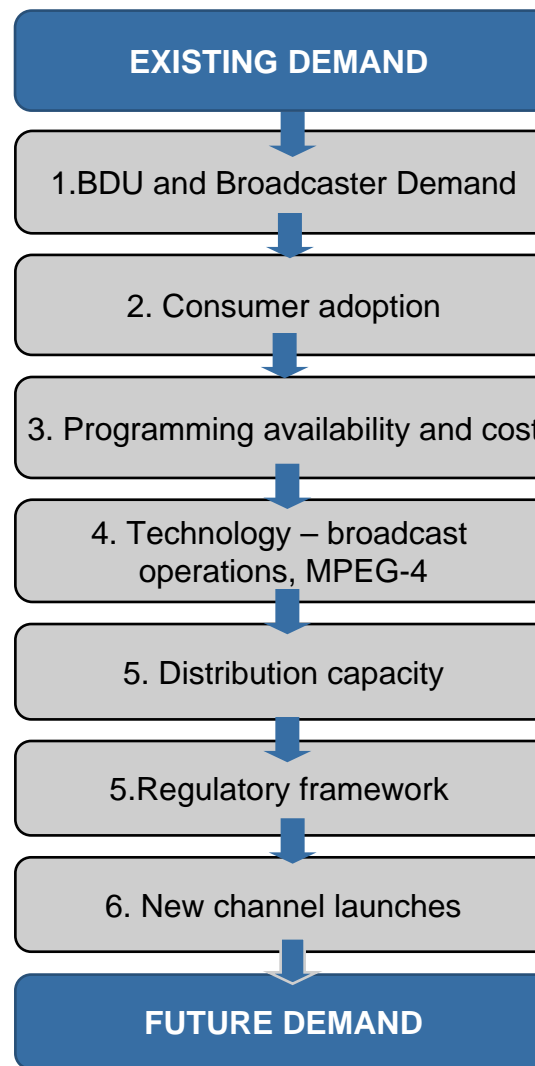 EXISTING DEMAND
1.BDU and Broadcaster Demand
2. Consumer adoption
3. Programming availability and cost
4. Technology – broadcast
operations, MPEG-4
5. Distribution capacity
5.Regulatory framework
6. New channel launches
FUTURE DEMAND